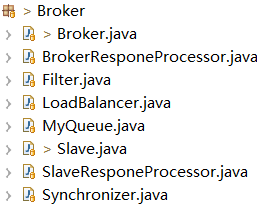 > Broker
> Broker.java
BrokerResponeProcessor.java
Filter.java
LoadBalancer.java
MyQueue.java
> Slave.java
SlaveResponeProcessor.java
Synchronizer.java